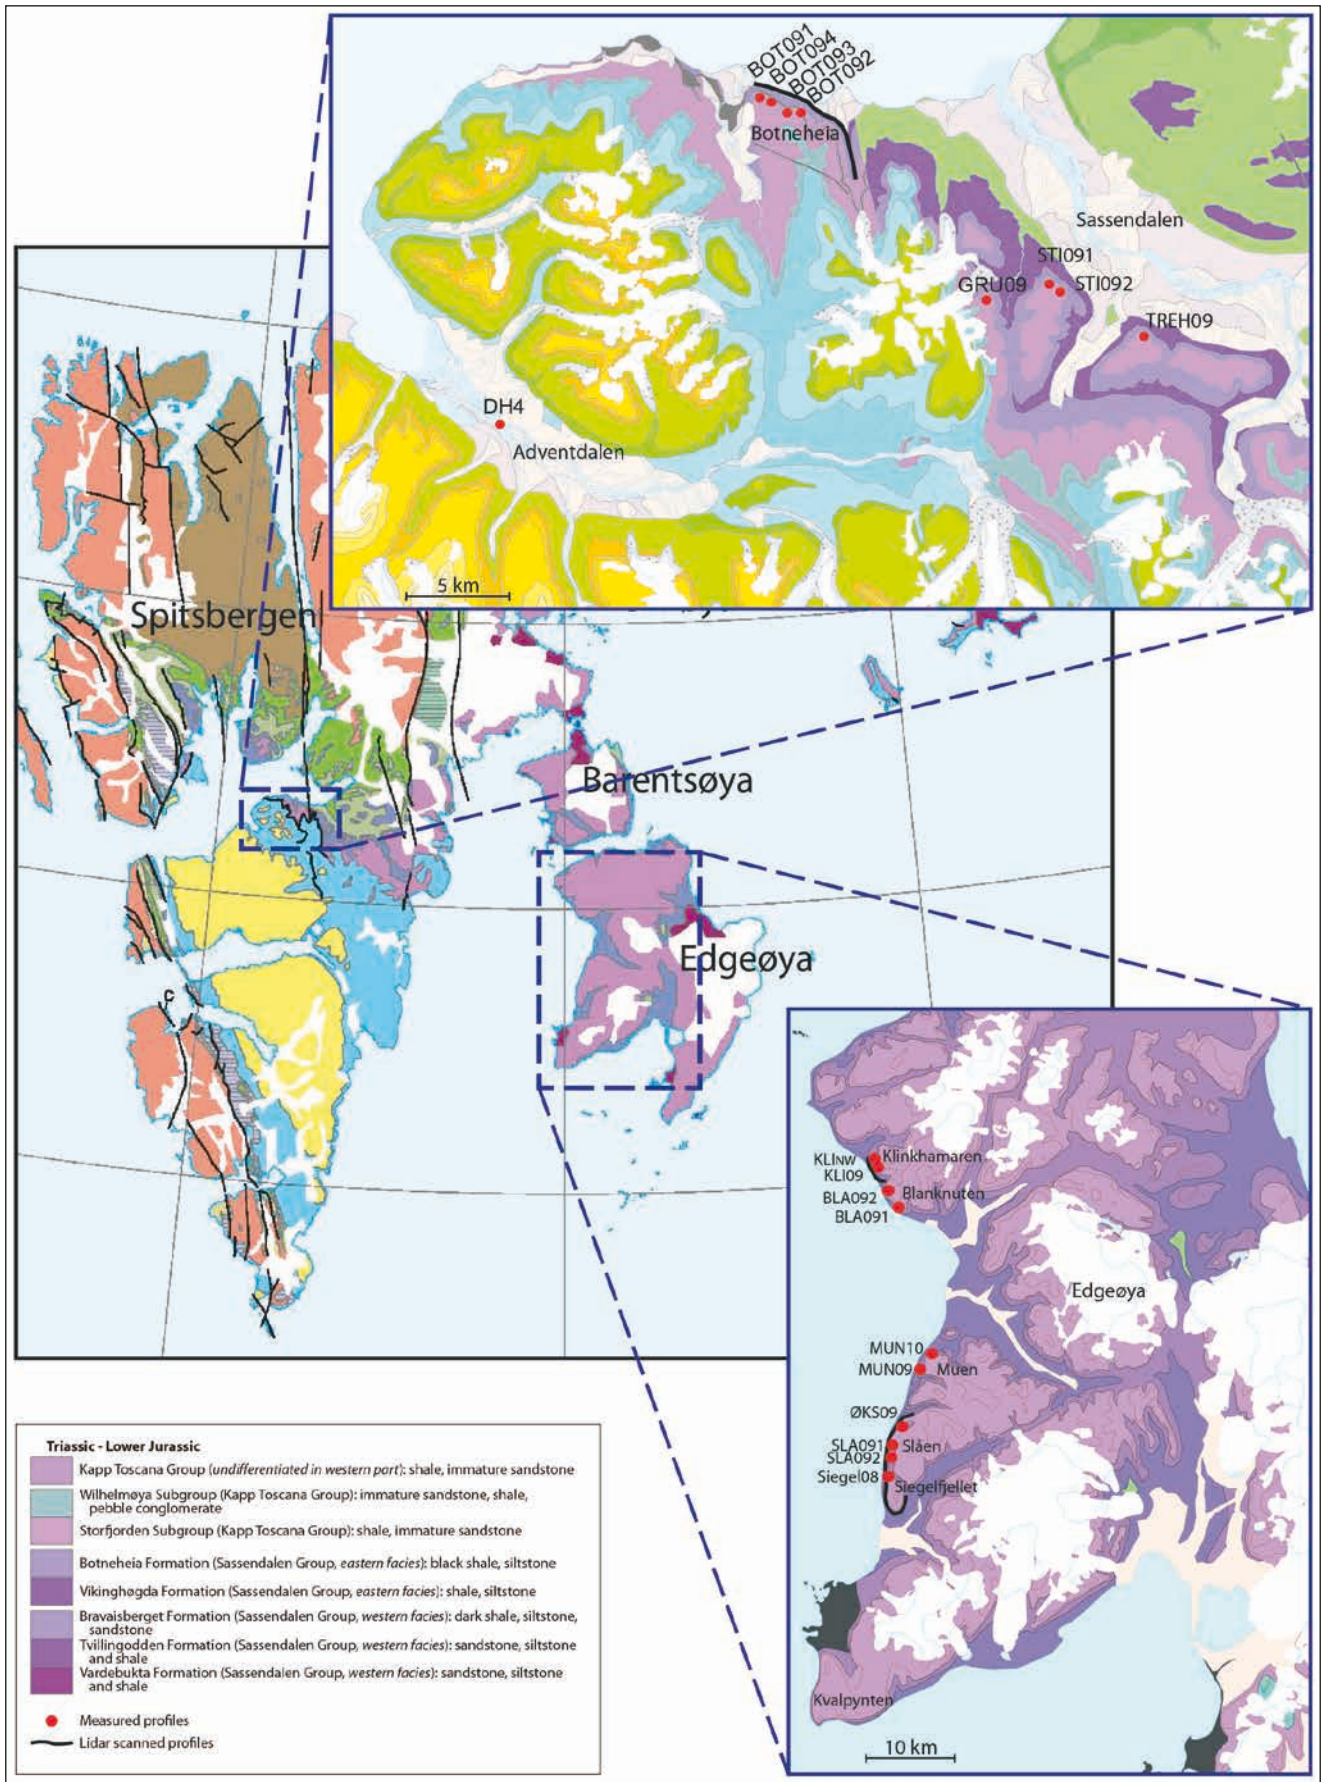 BOT091
BOT094
BOT093
BOT092
Botneheia
Sassendalen
STI091
GRU09
STI092
TREH09
DH4
Adventdalen
5 km
Spitsbergen
Barentsøya
Edgeøya
KLINW
Klinkhamaren
KLI09
BLA092
Blanknuten
BLA091
Edgeøya
MUN10
MUN09
Muen
ØKS09
SLA091
Slåen
SLA092
Siegel08
Siegelfjellet
Kvalpynten
10 km
Triassic - Lower Jurassic
Kapp Toscana Group (undifferentiated in western part): shale, immature sandstone
Wilhelmøya Subgroup (Kapp Toscana Group): immature sandstone, shale,
pebble conglomerate
Storfjorden Subgroup (Kapp Toscana Group): shale, immature sandstone
Botneheia Formation (Sassendalen Group, eastern facies): black shale, siltstone
Vikinghøgda Formation (Sassendalen Group, eastern facies): shale, siltstone
Bravaisberget Formation (Sassendalen Group, western facies): dark shale, siltstone,
sandstone
Tvillingodden Formation (Sassendalen Group, western facies): sandstone, siltstone
and shale
Vardebukta Formation (Sassendalen Group, western facies): sandstone, siltstone
and shale
Measured profiles
Lidar scanned profiles